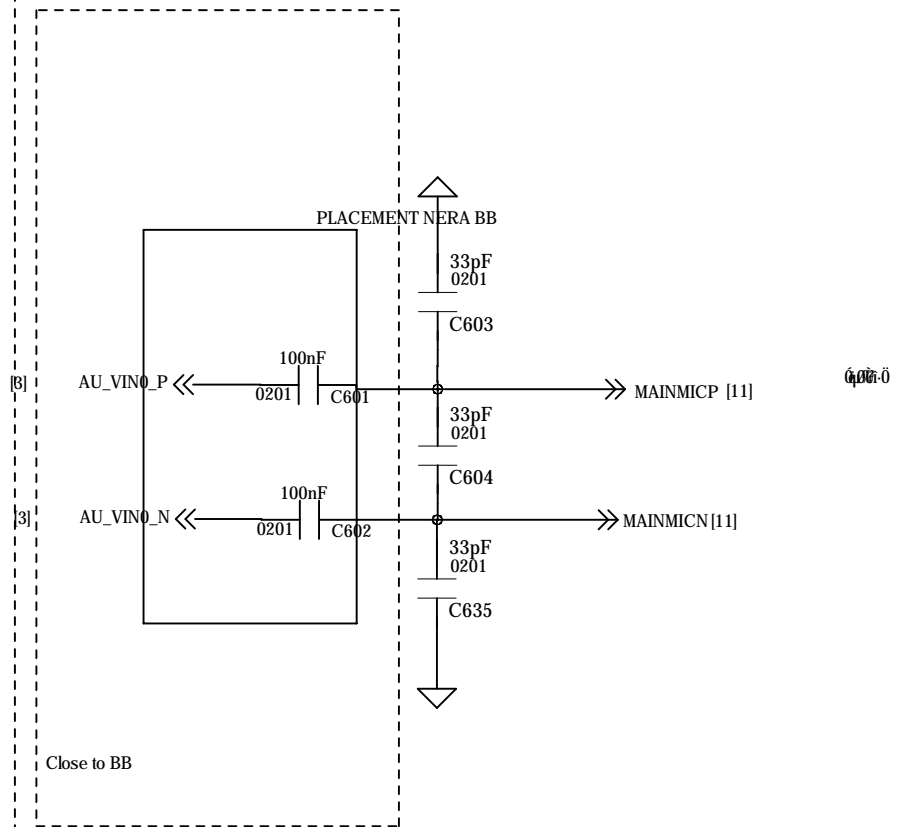 PLACEMENT NERA BB
33pF
0201
C603
100nF
[3] AU_VIN0_P
0201 C601
MAINMICP [11]
33pF
0201
C604
100nF
[3] AU_VIN0_N
0201 C602
MAINMICN [11]
33pF
0201
C635
Close to BB